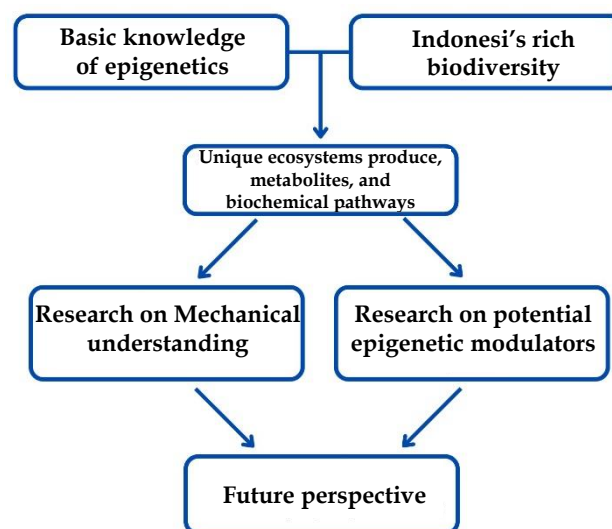 Basic knowledge
of epigenetics
Indonesi's rich
biodiversity
Unique ecosystems produce,
metabolites, and
biochemical pathways
Research on Mechanical
understanding
Research on potential
epigenetic modulators
Future perspective